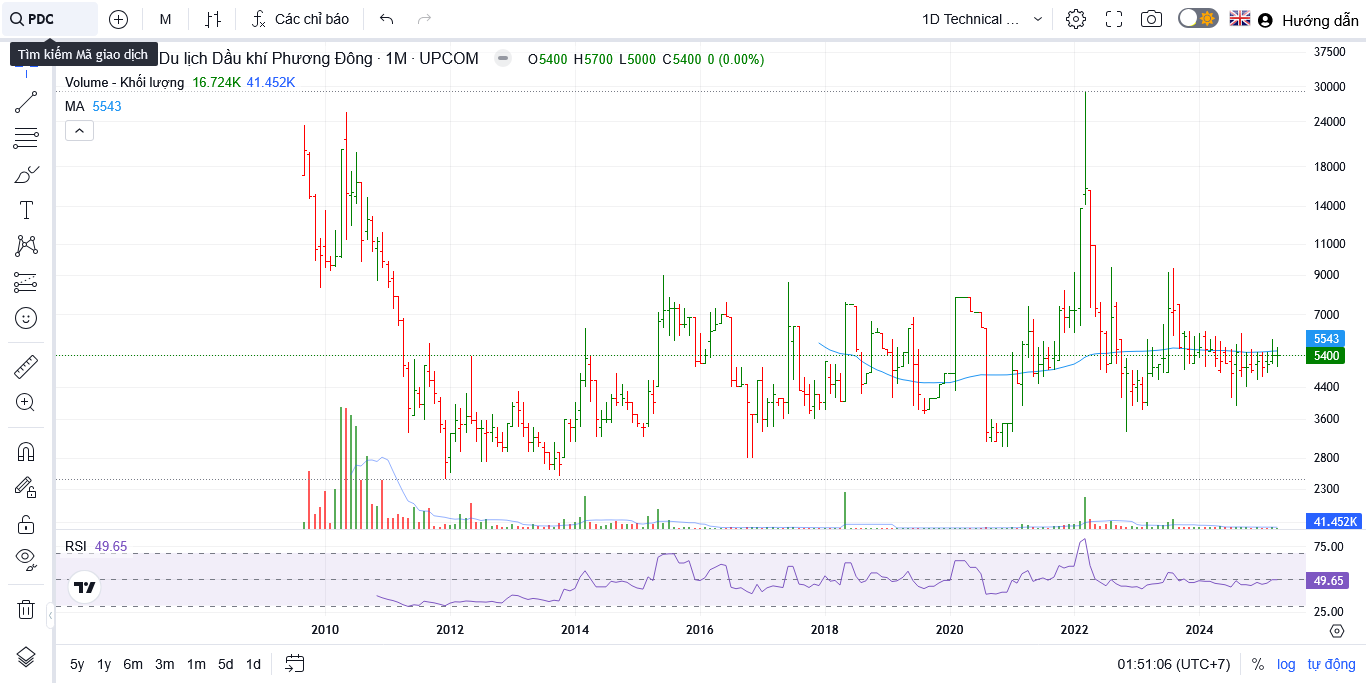 PDC
M
Các chỉ báo
1D Technical ...
Hướng dẫn
Tìm kiếm Mã giao dịch
Du lịch Dầu khí Phương Đông · 1M · UPCOM
O5400 H5700 L5000 C5400 0 (0.00%)
Volume - Khối lượng 16.724K 41.452K
MA 5543
37500
30000
24000
18000
14000
11000
9000
7000
5543
5400
4400
3600
2800
2300
41.452K
RSI 49.65
75.00
49.65
25.00
2010 2012 2014 2016 2018 2020 2022 2024
5y 1y 6m 3m 1m 5d 1d
01:51:06 (UTC+7) % log tự động